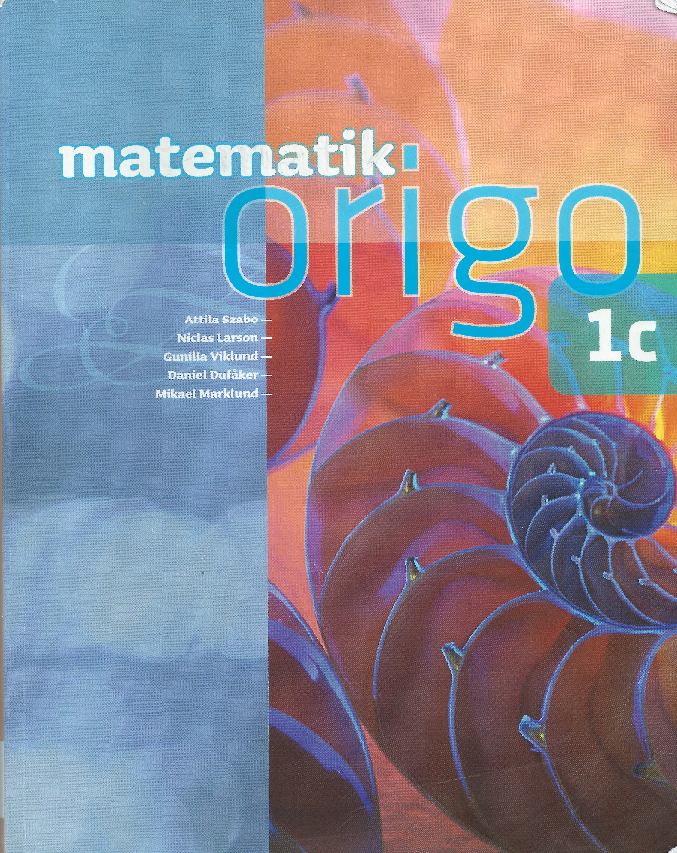 matematik
origo
1c
Attila Szabo
Niclas Larson
Gunilla Viklund
Daniel Dufåker
Mikael Marklund